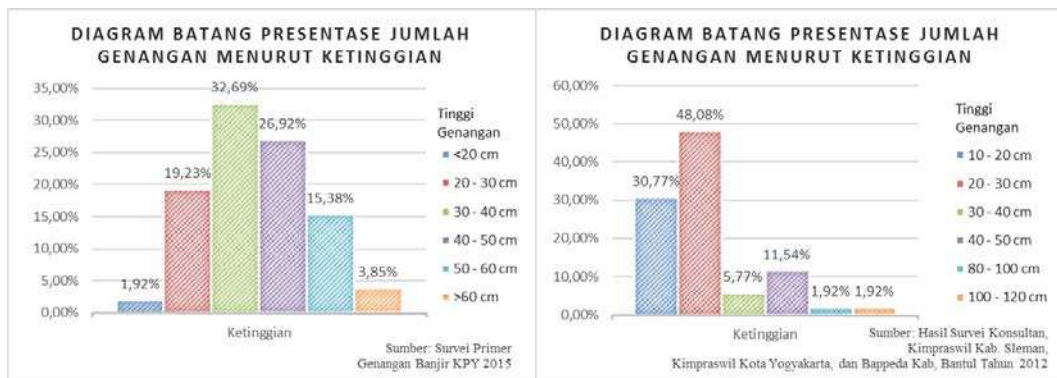 DIAGRAM BATANG PRESENTASE JUMLAH
GENANGAN MENURUT KETINGGIAN
35,00%
30,00%
25,00%
20,00%
15,00%
10,00%
5,00%
0,00%
1,92%
19,23%
32,69%
26,92%
15,38%
3,85%
Ketinggian
Tinggi
Genangan
<20 cm
20 - 30 cm
30 - 40 cm
40 - 50 cm
50 - 60 cm
>60 cm
Sumber: Survei Primer
Genangan Banjir KPY 2015
DIAGRAM BATANG PRESENTASE JUMLAH
GENANGAN MENURUT KETINGGIAN
60,00%
50,00%
40,00%
30,00%
20,00%
10,00%
0,00%
30,77%
48,08%
5,77%
11,54%
1,92%
1,92%
Ketinggian
Tinggi
Genangan
10 - 20 cm
20 - 30 cm
30 - 40 cm
40 - 50 cm
80 - 100 cm
100 - 120 cm
Sumber: Hasil Survei Konsultan,
Kimpraswil Kab. Sleman,
Kimpraswil Kota Yogyakarta, dan Bappeda Kab, Bantul Tahun 2012